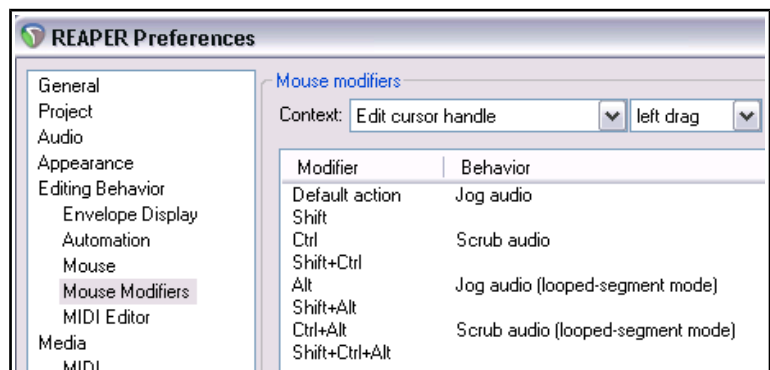 REAPER Preferences
General
Project
Audio
Appearance
Editing Behavior
Envelope Display
Automation
Mouse
Mouse Modifiers
MIDI Editor
Media
MIDI
Mouse modifiers
Context: Edit cursor handle left drag
Modifier Behavior
Default action Jog audio
Shift
Ctrl Scrub audio
Shift+Ctrl
Alt Jog audio (looped-segment mode)
Shift+Alt
Ctrl+Alt Scrub audio (looped-segment mode)
Shift+Ctrl+Alt